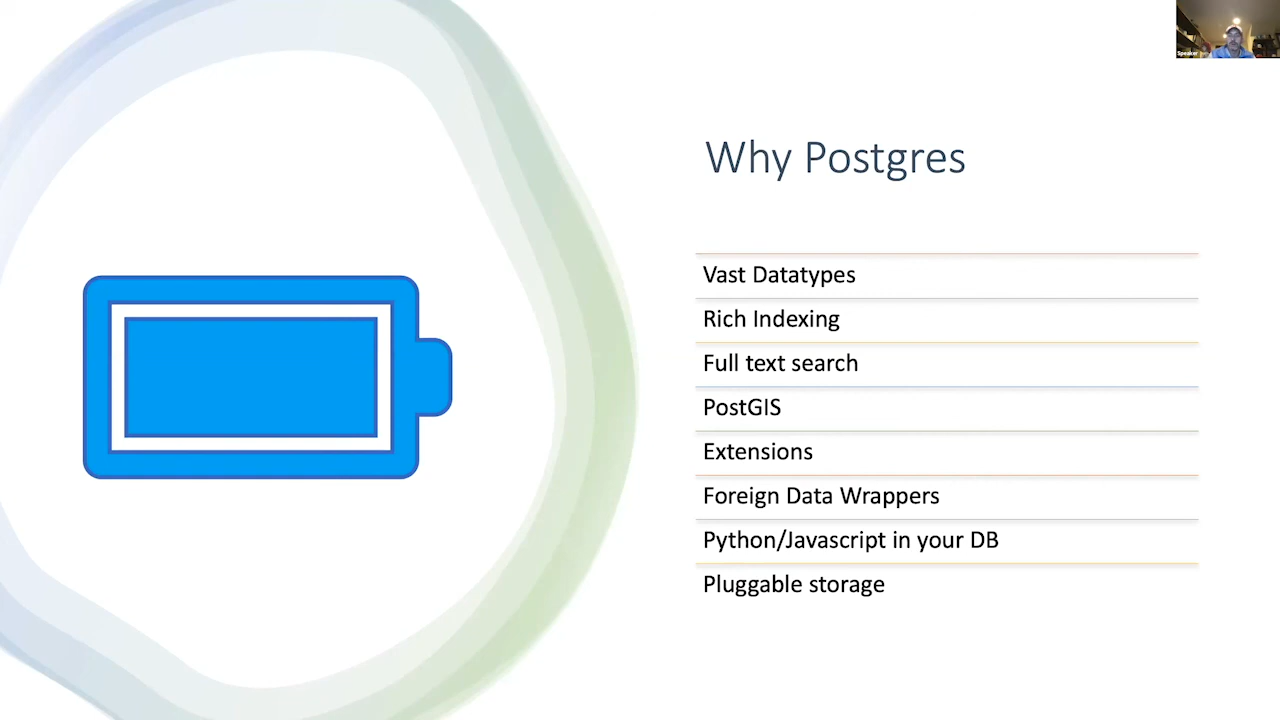 Speaker
Why Postgres
Vast Datatypes
Rich Indexing
Full text search
PostGIS
Extensions
Foreign Data Wrappers
Python/Javascript in your DB
Pluggable storage